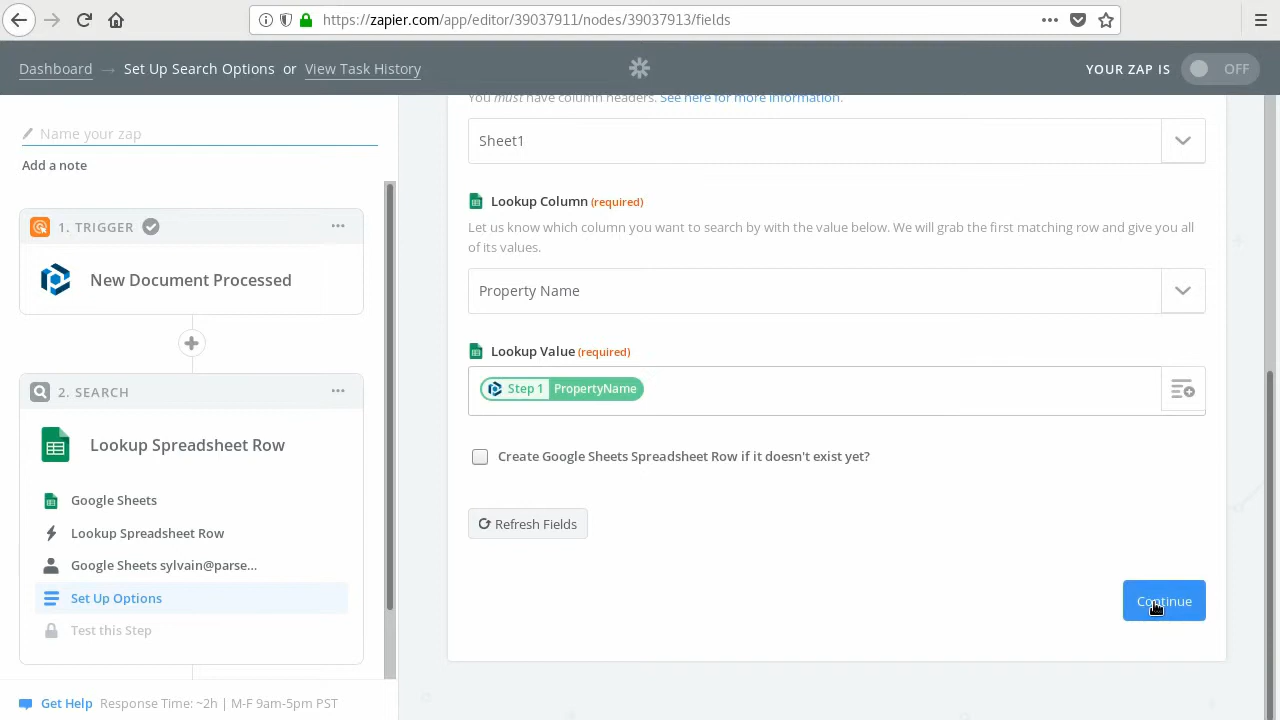 https://zapier.com/app/editor/39037911/nodes/39037913/fields
Dashboard → Set Up Search Options or View Task History
YOUR ZAP IS OFF
Name your zap
Add a note
1. TRIGGER
New Document Processed
2. SEARCH
Lookup Spreadsheet Row
Google Sheets
Lookup Spreadsheet Row
Google Sheets sylvain@parse...
Set Up Options
Test this Step
Get Help Response Time: ~2h | M-F 9am-5pm PST
You must have column headers. See here for more information.
Sheet1
Lookup Column (required)
Let us know which column you want to search by with the value below. We will grab the first matching row and give you all
of its values.
Property Name
Lookup Value (required)
Step 1 PropertyName
Create Google Sheets Spreadsheet Row if it doesn't exist yet?
Refresh Fields
Continue